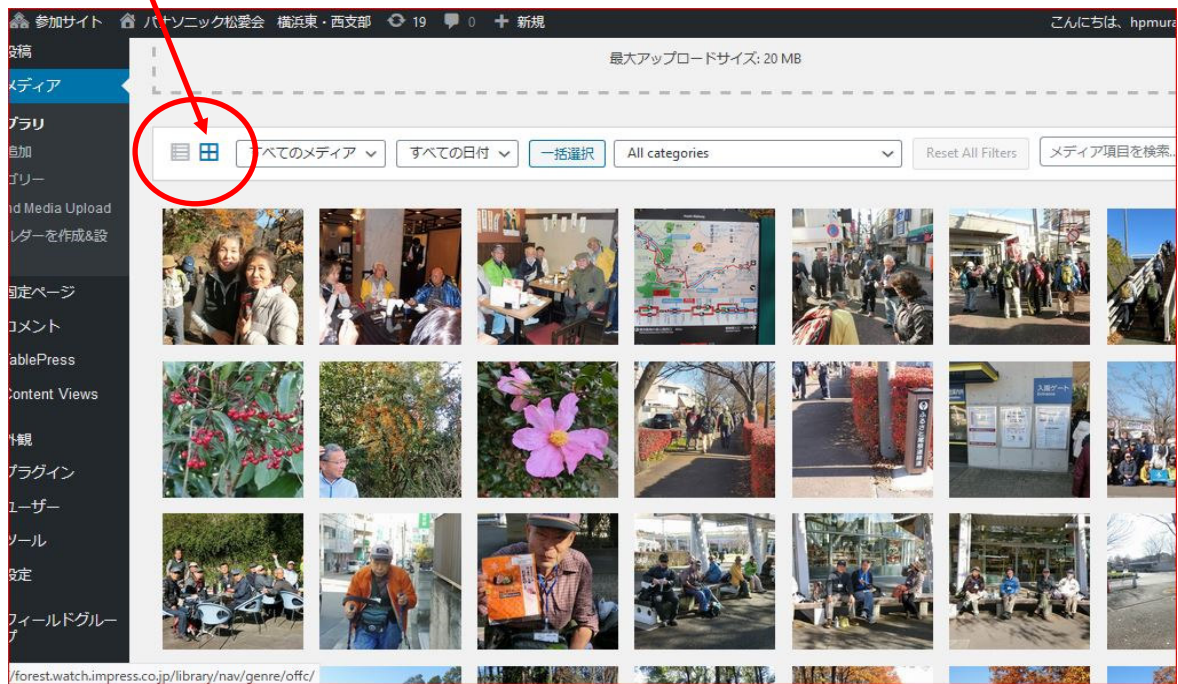 参加サイト パナソニック松愛会 横浜東・西支部 19 0 新規 こんにちは、hpmura
投稿
最大アップロードサイズ: 20 MB
メディア
ブラリ
すべてのメディア すべての日付 一括選択 All categories Reset All Filters メディア項目を検索...
追加
ゴリー
nd Media Upload
ルダーを作成&設
固定ページ
コメント
TablePress
Content Views
外観
プラグイン
ユーザー
ツール
設定
フィールドグルー
プ
入園ゲート
/forest.watch.impress.co.jp/library/nav/genre/offc/